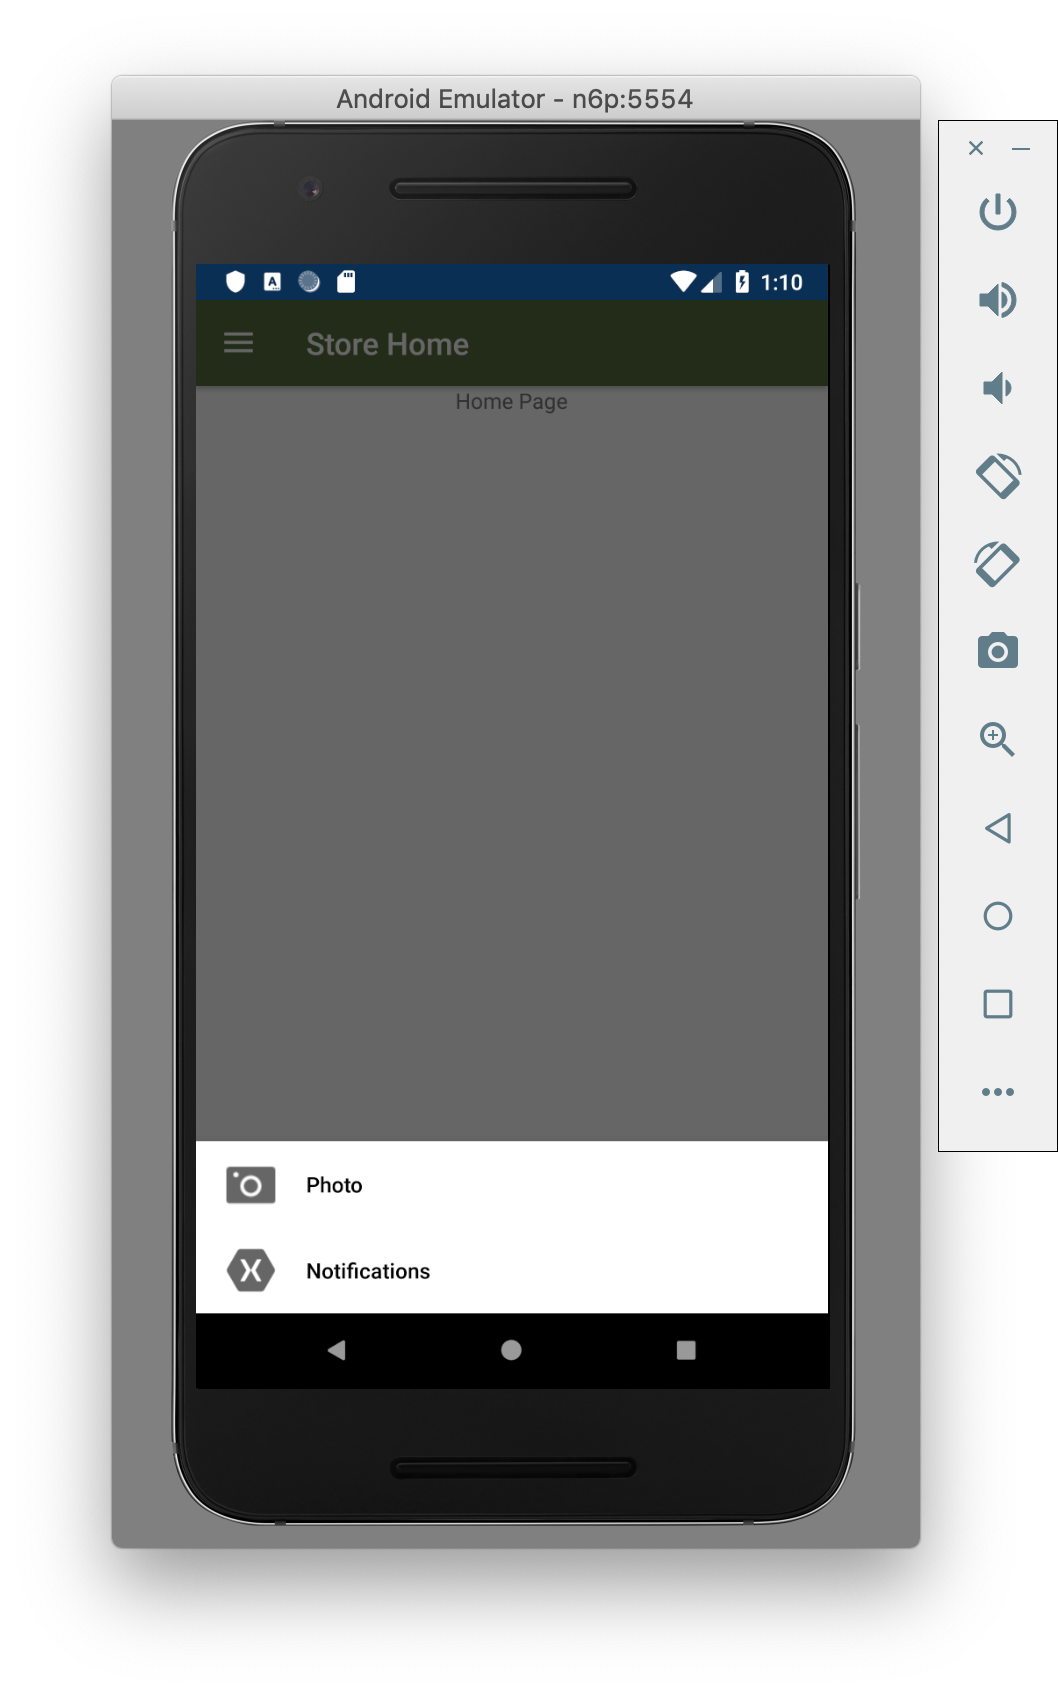 Android Emulator - n6p:5554
1:10
Store Home
Home Page
Photo
Notifications